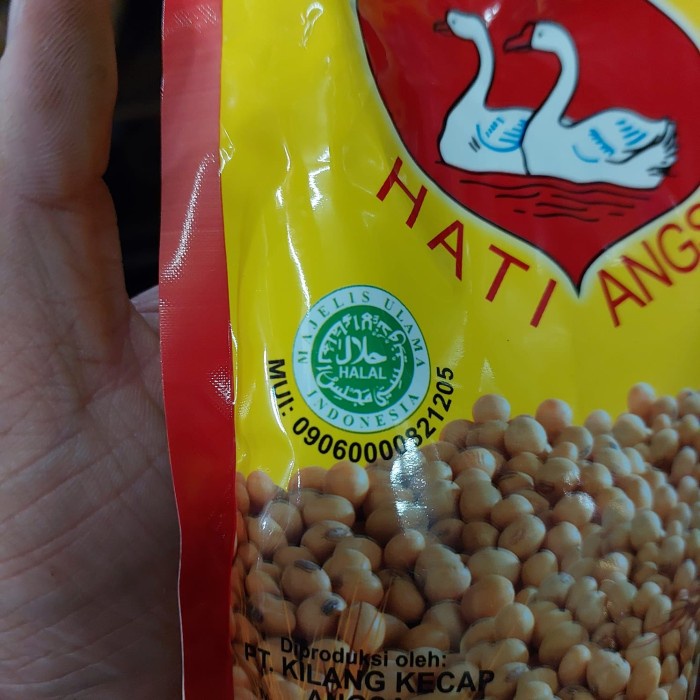 HATI ANGS
MAJELIS ULAMA
حلال
HALAL
INDONESIA
MUI: 09060000821205
Diproduksi oleh:
PT. KILANG KECAP